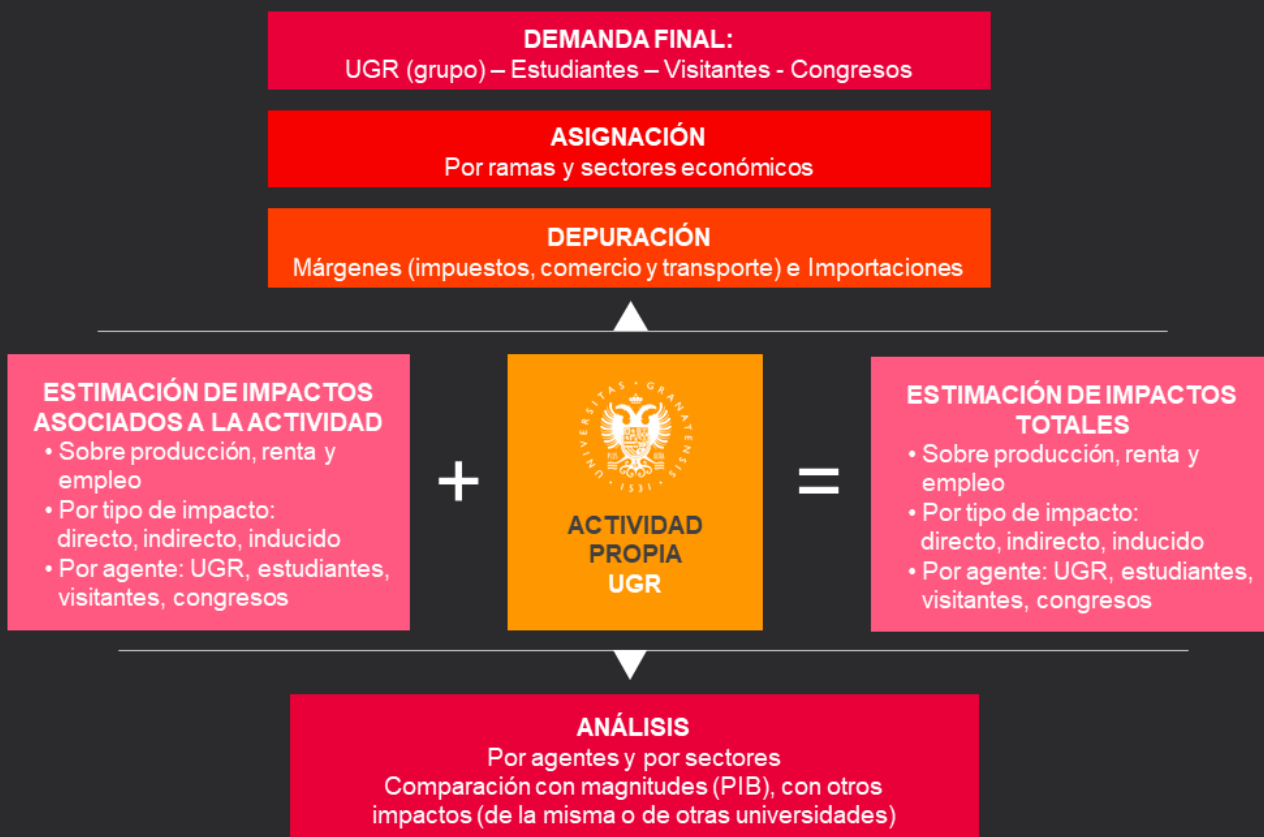 DEMANDA FINAL:
UGR (grupo) – Estudiantes – Visitantes - Congresos
ASIGNACIÓN
Por ramas y sectores económicos
DEPURACIÓN
Márgenes (impuestos, comercio y transporte) e Importaciones
ESTIMACIÓN DE IMPACTOS
ASOCIADOS A LA ACTIVIDAD
• Sobre producción, renta y
empleo
• Por tipo de impacto:
directo, indirecto, inducido
• Por agente: UGR, estudiantes,
visitantes, congresos
+
UNIVERSITAS · GRANATENSIS · 1531 ·
ACTIVIDAD
PROPIA
UGR
=
ESTIMACIÓN DE IMPACTOS
TOTALES
• Sobre producción, renta y
empleo
• Por tipo de impacto:
directo, indirecto, inducido
• Por agente: UGR, estudiantes,
visitantes, congresos
ANÁLISIS
Por agentes y por sectores
Comparación con magnitudes (PIB), con otros
impactos (de la misma o de otras universidades)